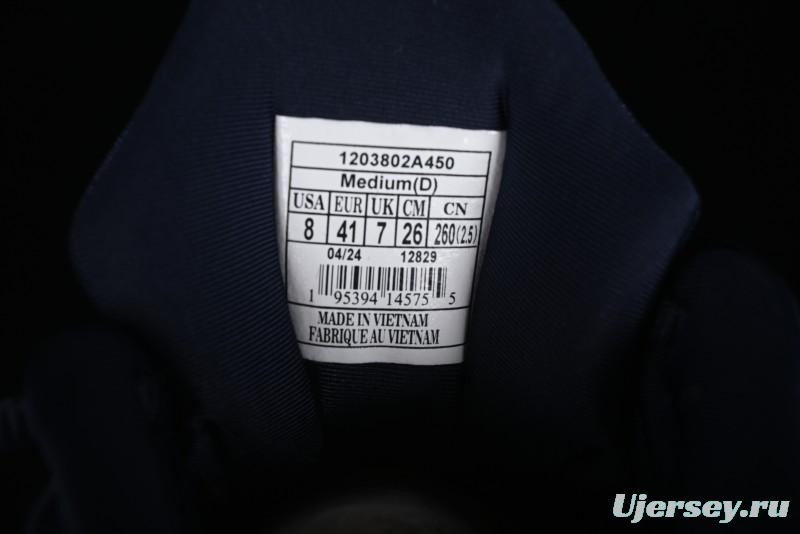 1203802A450
Medium(D)
USA EUR UK CM CN
8 41 7 26 260(2.5)
04/24 12829
1 95394 14575 5
MADE IN VIETNAM
FABRIQUE AU VIETNAM
Ujersey.ru